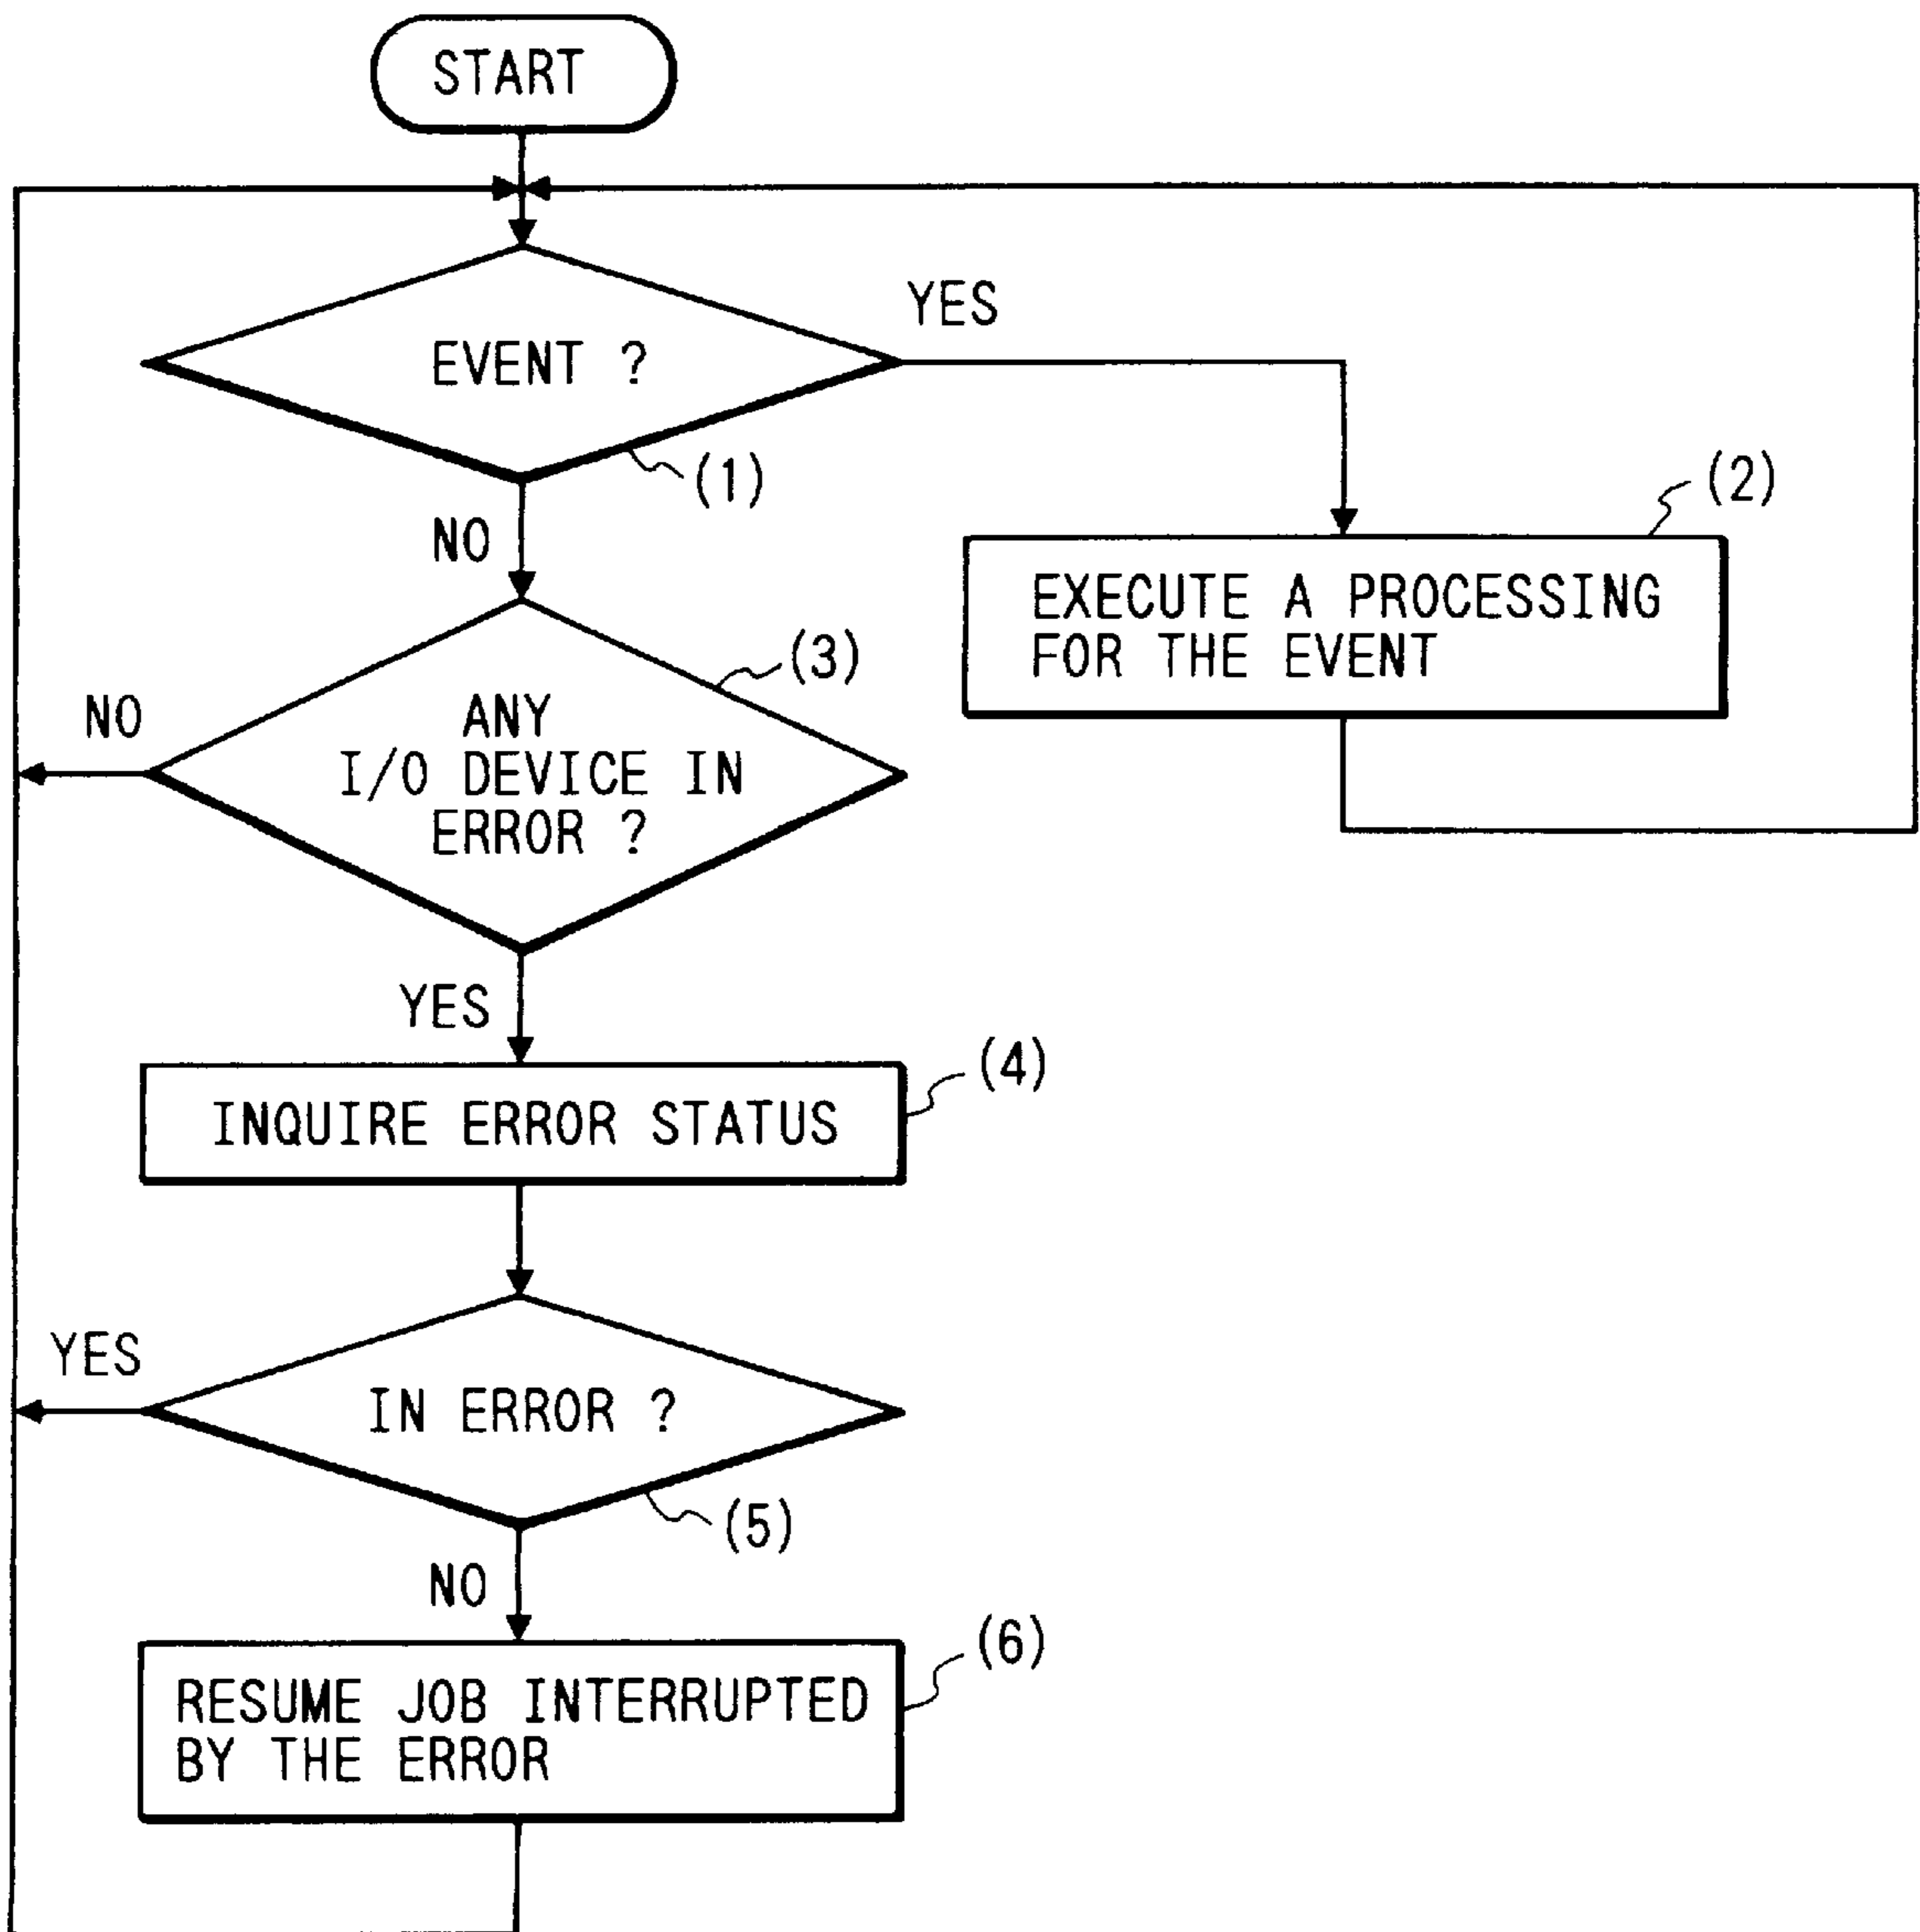 START
EVENT ?
YES
(1)
NO
(2)
EXECUTE A PROCESSING
FOR THE EVENT
(3)
NO
ANY
I/O DEVICE IN
ERROR ?
YES
(4)
INQUIRE ERROR STATUS
YES
IN ERROR ?
(5)
NO
(6)
RESUME JOB INTERRUPTED
BY THE ERROR